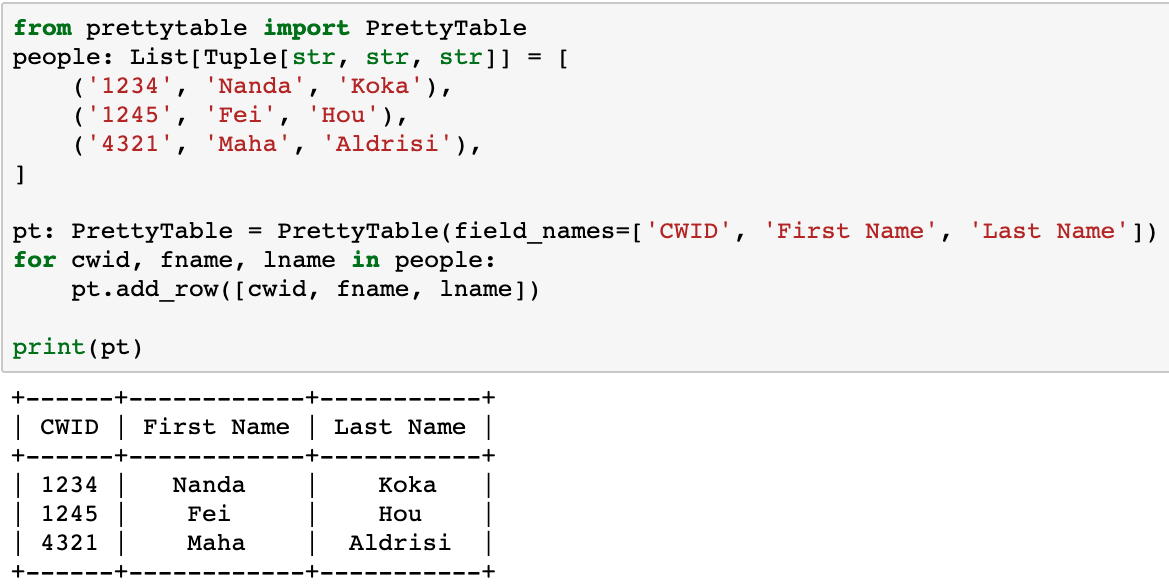 from prettytable import PrettyTable
people: List[Tuple[str, str, str]] = [
    ('1234', 'Nanda', 'Koka'),
    ('1245', 'Fei', 'Hou'),
    ('4321', 'Maha', 'Aldrisi'),
]

pt: PrettyTable = PrettyTable(field_names=['CWID', 'First Name', 'Last Name'])
for cwid, fname, lname in people:
    pt.add_row([cwid, fname, lname])

print(pt)
+------+------------+-----------+
| CWID | First Name | Last Name |
+------+------------+-----------+
| 1234 |   Nanda    |    Koka   |
| 1245 |    Fei     |    Hou    |
| 4321 |    Maha    |  Aldrisi  |
+------+------------+-----------+